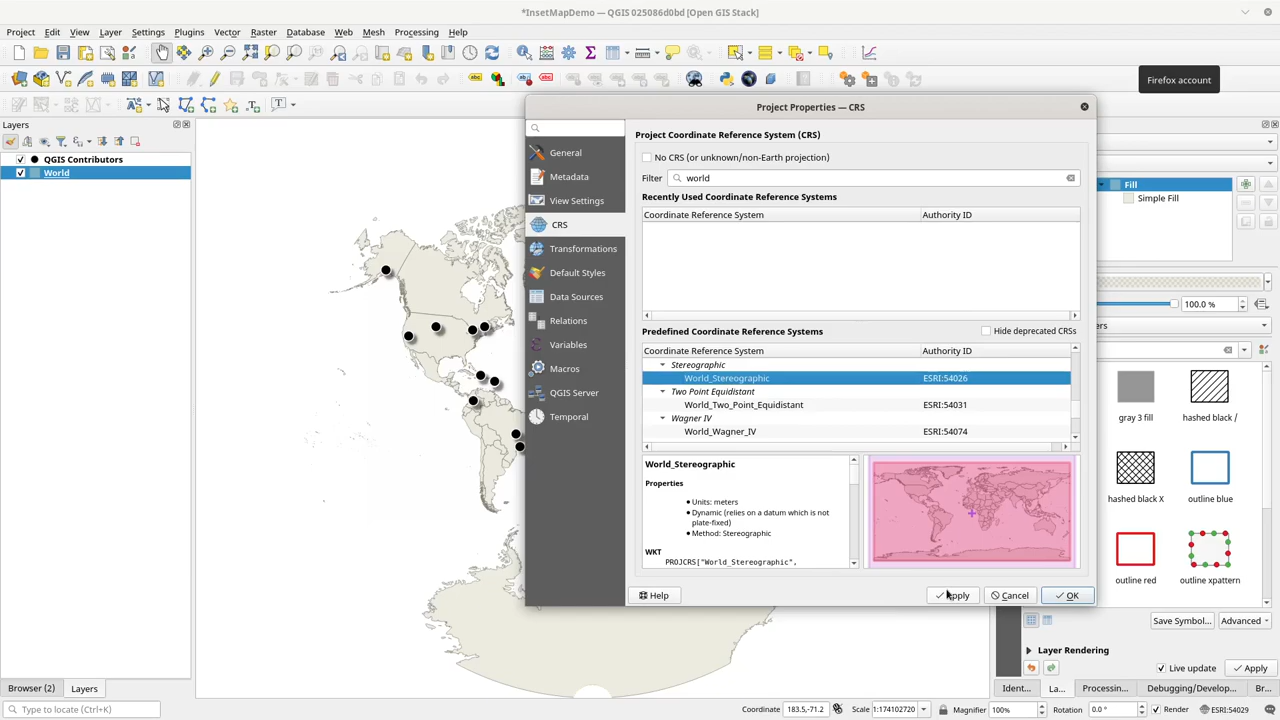 *InsetMapDemo — QGIS 025086d0bd [Open GIS Stack]
Project Edit View Layer Settings Plugins Vector Raster Database Web Mesh Processing Help
Firefox account
Layers
QGIS Contributors
World
Project Properties — CRS
General
Metadata
View Settings
CRS
Transformations
Default Styles
Data Sources
Relations
Variables
Macros
QGIS Server
Temporal
Project Coordinate Reference System (CRS)
No CRS (or unknown/non-Earth projection)
Filter world
Recently Used Coordinate Reference Systems
Coordinate Reference System Authority ID
Predefined Coordinate Reference Systems Hide deprecated CRSs
Coordinate Reference System Authority ID
Stereographic
World_Stereographic ESRI:54026
Two Point Equidistant
World_Two_Point_Equidistant ESRI:54031
Wagner IV
World_Wagner_IV ESRI:54074
World_Stereographic
Properties
• Units: meters
• Dynamic (relies on a datum which is not
plate-fixed)
• Method: Stereographic
WKT
PROJCRS["World_Stereographic",
Help Apply Cancel OK
Fill
Simple Fill
100.0 %
gray 3 fill hashed black /
hashed black X outline blue
outline red outline xpattern
Save Symbol... Advanced
Layer Rendering
Live update Apply
Browser (2) Layers
Ident... La... Processin... Debugging/Develop... Br...
Type to locate (Ctrl+K) Coordinate 183.5,-71.2 Scale 1:174102720 Magnifier 100% Rotation 0.0 ° Render ESRI:54029